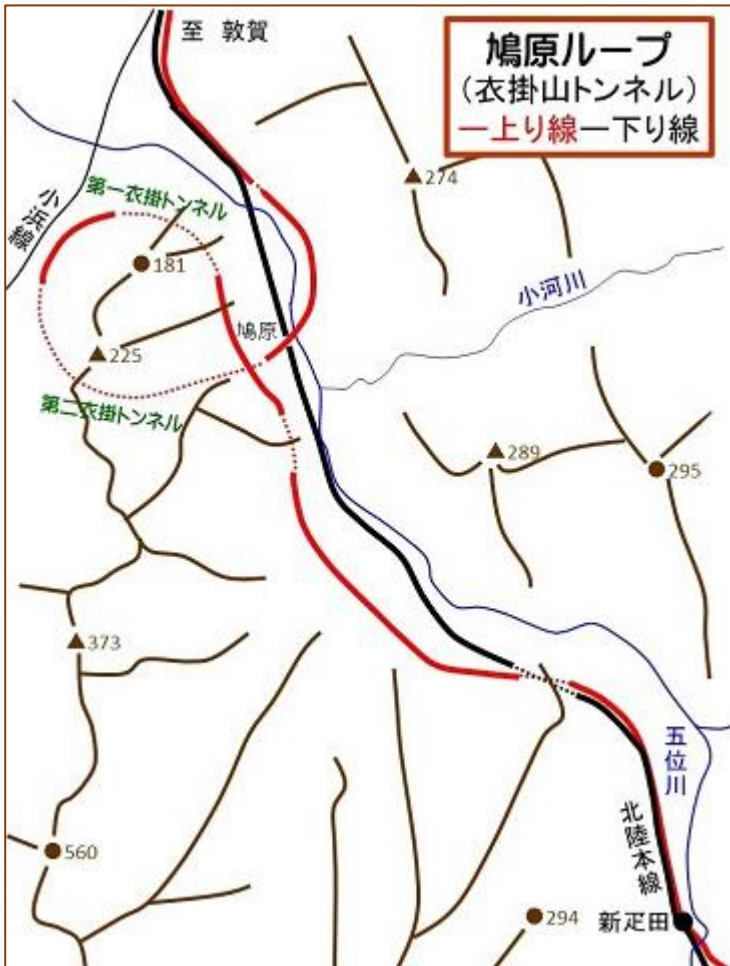 至 敦賀
鳩原ループ
(衣掛山トンネル)
ー上り線ー下り線
274
小浜線
第一衣掛トンネル
181
小河川
鳩原
225
第二衣掛トンネル
289
295
373
五位川
北陸本線
560
294
新疋田